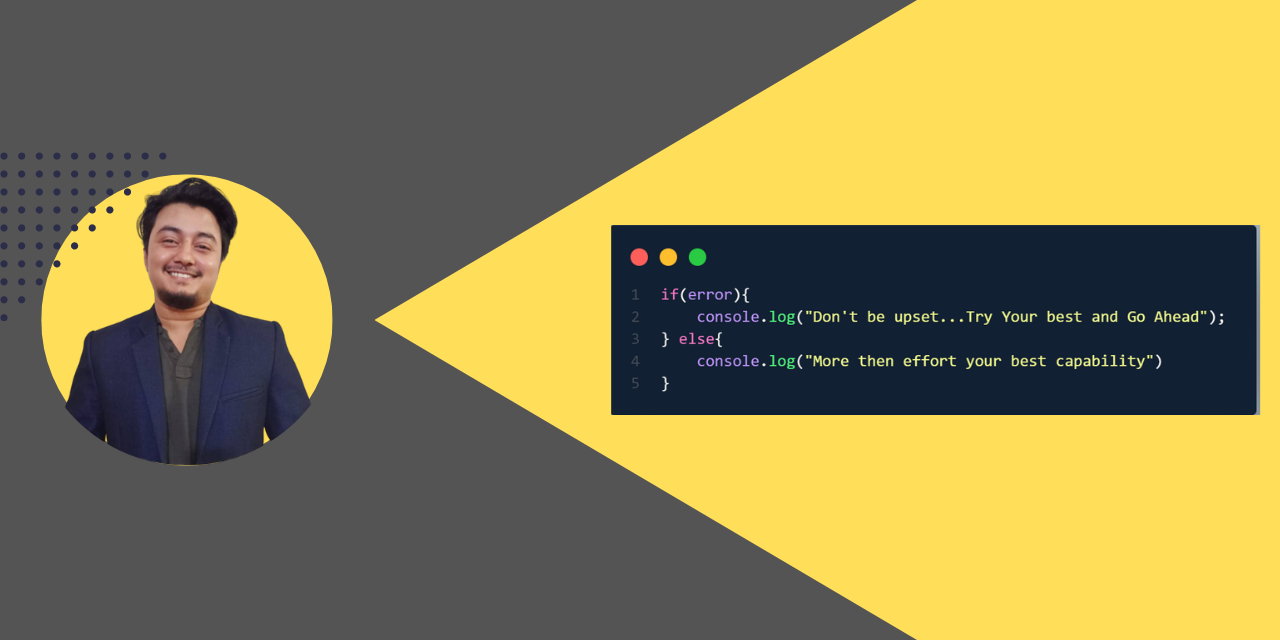 1 if(error){
2 console.log("Don't be upset...Try Your best and Go Ahead");
3 } else{
4 console.log("More then effort your best capability")
5 }